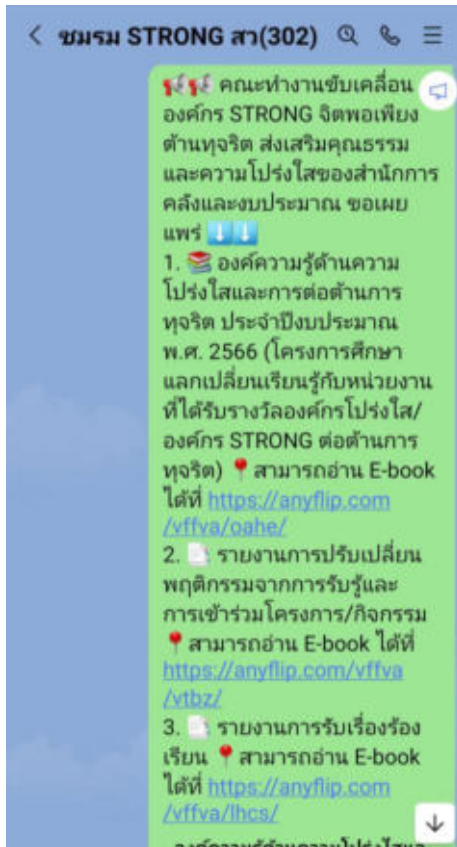 ชมรม STRONG สว(302)
📢📢 คณะทำงานขับเคลื่อน
องค์กร STRONG จิตพอเพียง
ต้านทุจริต ส่งเสริมคุณธรรม
และความโปร่งใสของสำนักการ
คลังและงบประมาณ ขอเผย
แพร่ ⬇️⬇️
1. 📚 องค์ความรู้ด้านความ
โปร่งใสและการต่อต้านการ
ทุจริต ประจำปีงบประมาณ
พ.ศ. 2566 (โครงการศึกษา
แลกเปลี่ยนเรียนรู้กับหน่วยงาน
ที่ได้รับรางวัลองค์กรโปร่งใส/
องค์กร STRONG ต่อต้านการ
ทุจริต) 📍 สามารถอ่าน E-book
ได้ที่ https://anyflip.com
/vffva/oahe/
2. 📑 รายงานการปรับเปลี่ยน
พฤติกรรมจากการรับรู้และ
การเข้าร่วมโครงการ/กิจกรรม
📍 สามารถอ่าน E-book ได้ที่
https://anyflip.com/vffva
/vtbz/
3. 📑 รายงานการรับเรื่องร้อง
เรียน 📍 สามารถอ่าน E-book
ได้ที่ https://anyflip.com
/vffva/lhcs/